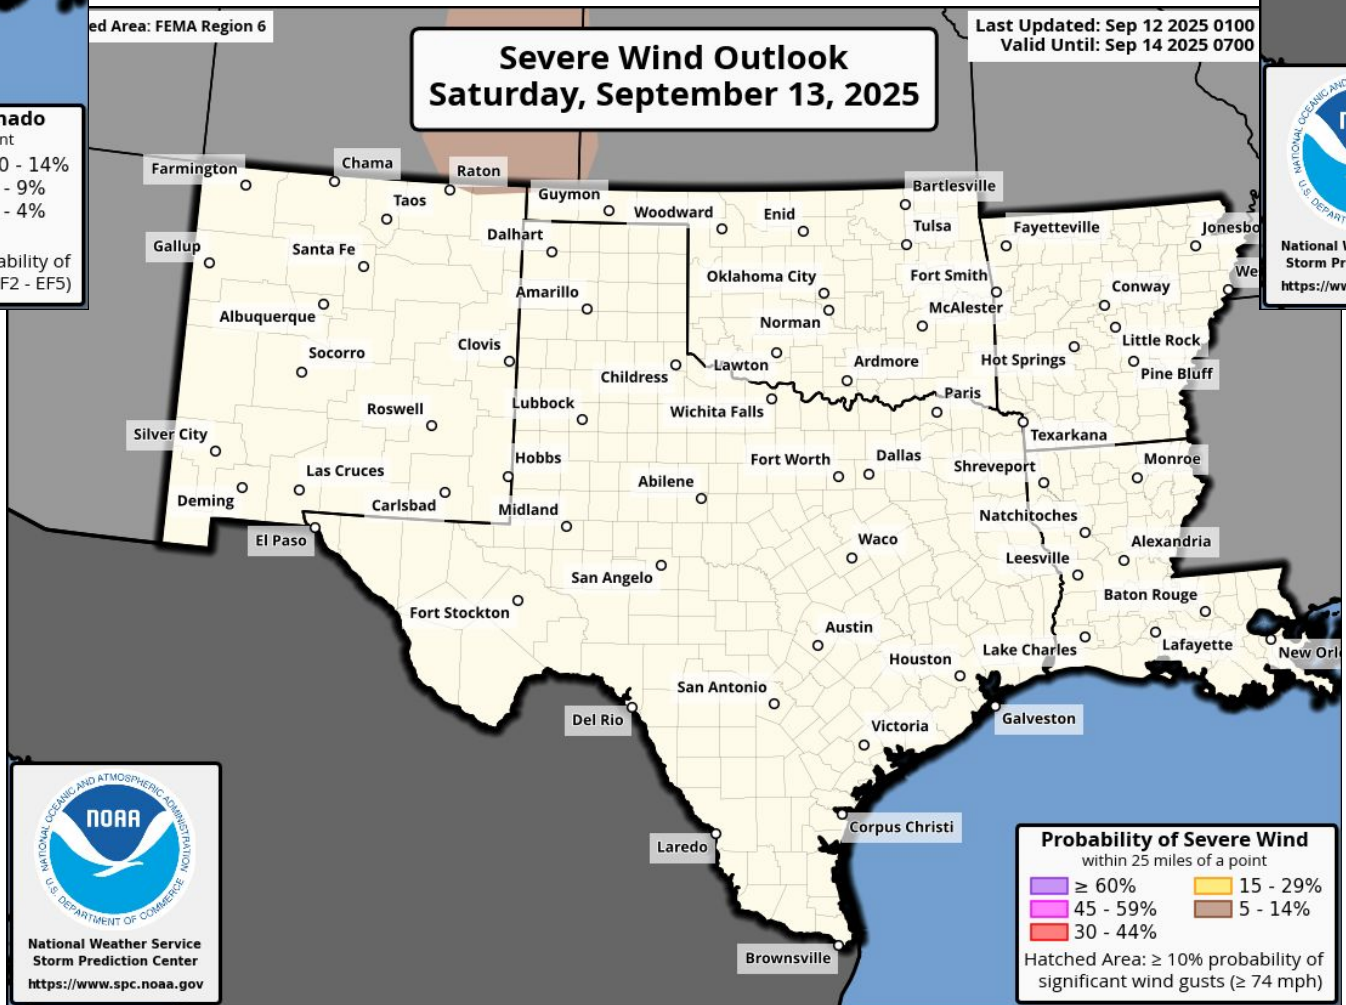 ed Area: FEMA Region 6
Severe Wind Outlook
Saturday, September 13, 2025
Last Updated: Sep 12 2025 0100
Valid Until: Sep 14 2025 0700
nado
nt
0 - 14%
- 9%
- 4%
ability of
F2 - EF5)
Farmington
Chama
Raton
Taos
Guymon
Woodward
Enid
Bartlesville
Tulsa
Fayetteville
Jonesbo
Gallup
Santa Fe
Dalhart
Oklahoma City
Fort Smith
We
Amarillo
Conway
Albuquerque
Norman
McAlester
Little Rock
Socorro
Clovis
Childress
Lawton
Ardmore
Hot Springs
Pine Bluff
Roswell
Lubbock
Wichita Falls
Paris
Silver City
Texarkana
Las Cruces
Hobbs
Fort Worth
Dallas
Shreveport
Monroe
Deming
Carlsbad
Midland
Abilene
Natchitoches
El Paso
Waco
Leesville
Alexandria
San Angelo
Fort Stockton
Baton Rouge
Austin
Lake Charles
Lafayette
New Orle
Houston
San Antonio
Del Rio
Victoria
Galveston
Laredo
Corpus Christi
Brownsville
NATIONAL OCEANIC AND ATMOSPHERIC ADMINISTRATION
NOAA
U.S. DEPARTMENT OF COMMERCE
National Weather Service
Storm Prediction Center
https://www.spc.noaa.gov
Probability of Severe Wind
within 25 miles of a point
≥ 60%
15 - 29%
45 - 59%
5 - 14%
30 - 44%
Hatched Area: ≥ 10% probability of
significant wind gusts (≥ 74 mph)
National W
Storm Pr
https://ww